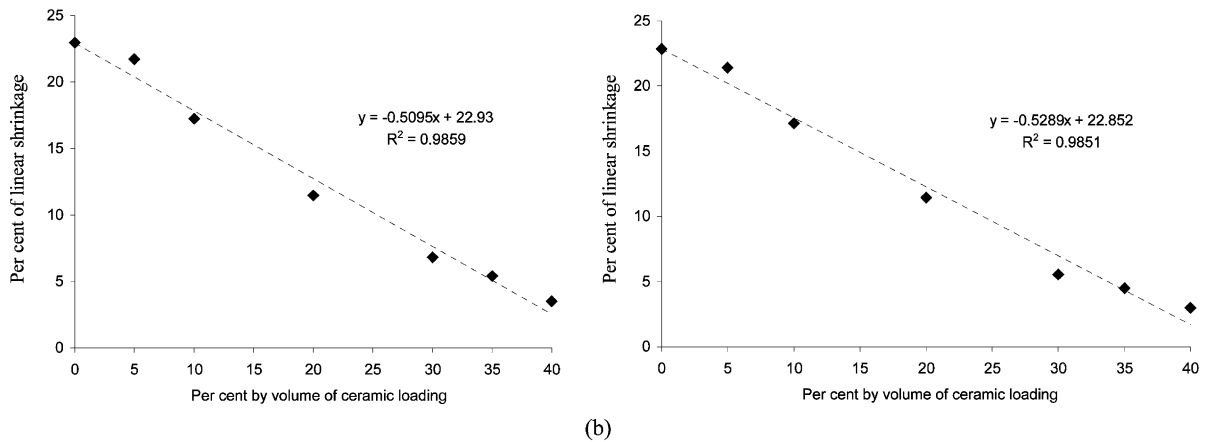 25
20
15
10
5
0
Per cent of linear shrinkage
y = -0.5095x + 22.93
R² = 0.9859
0 5 10 15 20 25 30 35 40
Per cent by volume of ceramic loading
25
20
15
10
5
0
Per cent of linear shrinkage
y = -0.5289x + 22.852
R² = 0.9851
0 5 10 15 20 25 30 35 40
Per cent by volume of ceramic loading
(b)